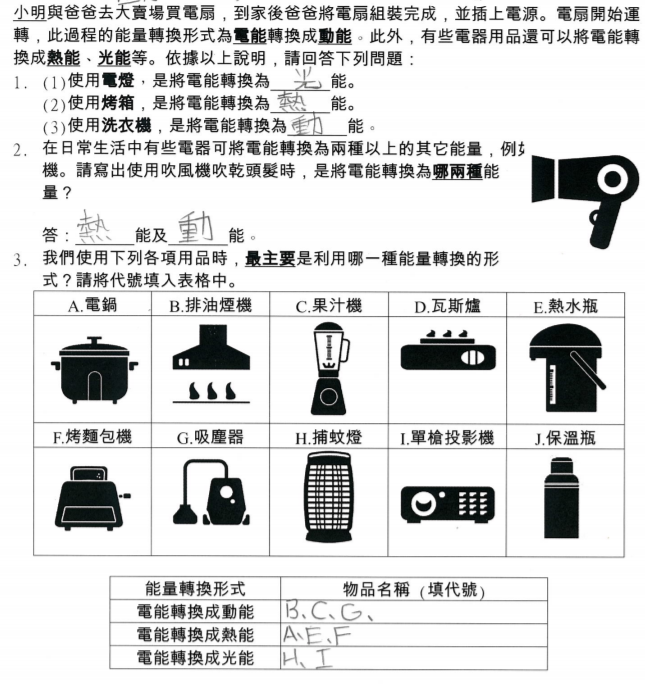 小明與爸爸去大賣場買電扇，到家後爸爸將電扇組裝完成，並插上電源。電扇開始運
轉，此過程的能量轉換形式為電能轉換成動能。此外，有些電器用品還可以將電能轉
換成熱能、光能等。依據以上說明，請回答下列問題：
1. (1)使用電燈，是將電能轉換為 光 能。
(2)使用烤箱，是將電能轉換為 熱 能。
(3)使用洗衣機，是將電能轉換為 動 能。
2. 在日常生活中有些電器可將電能轉換為兩種以上的其它能量，例
機。請寫出使用吹風機吹乾頭髮時，是將電能轉換為哪兩種能
量？
答：熱 能及 動 能。
3. 我們使用下列各項用品時，最主要是利用哪一種能量轉換的形
式？請將代號填入表格中。
A.電鍋 B.排油煙機 C.果汁機 D.瓦斯爐 E.熱水瓶
F.烤麵包機 G.吸塵器 H.捕蚊燈 I.單槍投影機 J.保溫瓶
能量轉換形式 物品名稱（填代號）
電能轉換成動能 B、C、G、
電能轉換成熱能 A、E、F
電能轉換成光能 H、I